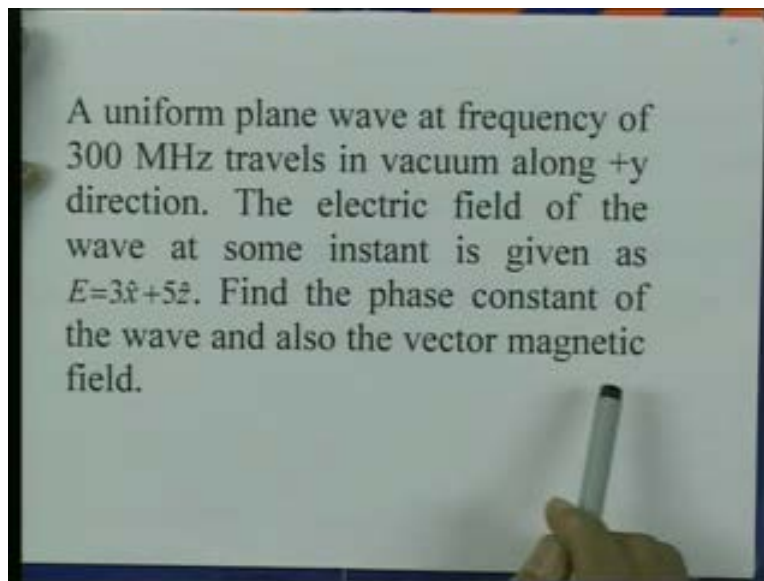 A uniform plane wave at frequency of
300 MHz travels in vacuum along +y
direction. The electric field of the
wave at some instant is given as
E=3x̂+5ẑ. Find the phase constant of
the wave and also the vector magnetic
field.